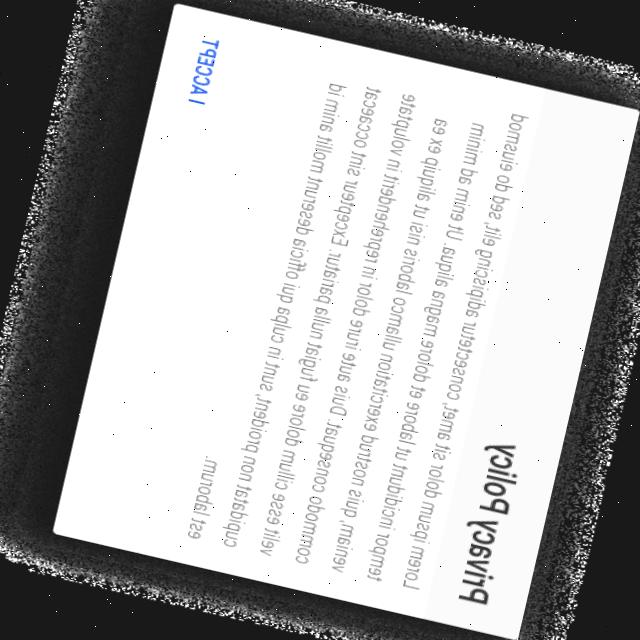 Privacy Policy
Lorem ipsum dolor sit amet, consectetur adipiscing elit, sed do eiusmod
tempor incididunt ut labore et dolore magna aliqua. Ut enim ad minim
veniam, quis nostrud exercitation ullamco laboris nisi ut aliquip ex ea
commodo consequat. Duis aute irure dolor in reprehenderit in voluptate
velit esse cillum dolore eu fugiat nulla pariatur. Excepteur sint occaecat
cupidatat non proident, sunt in culpa qui officia deserunt mollit anim id
est laborum.
I ACCEPT